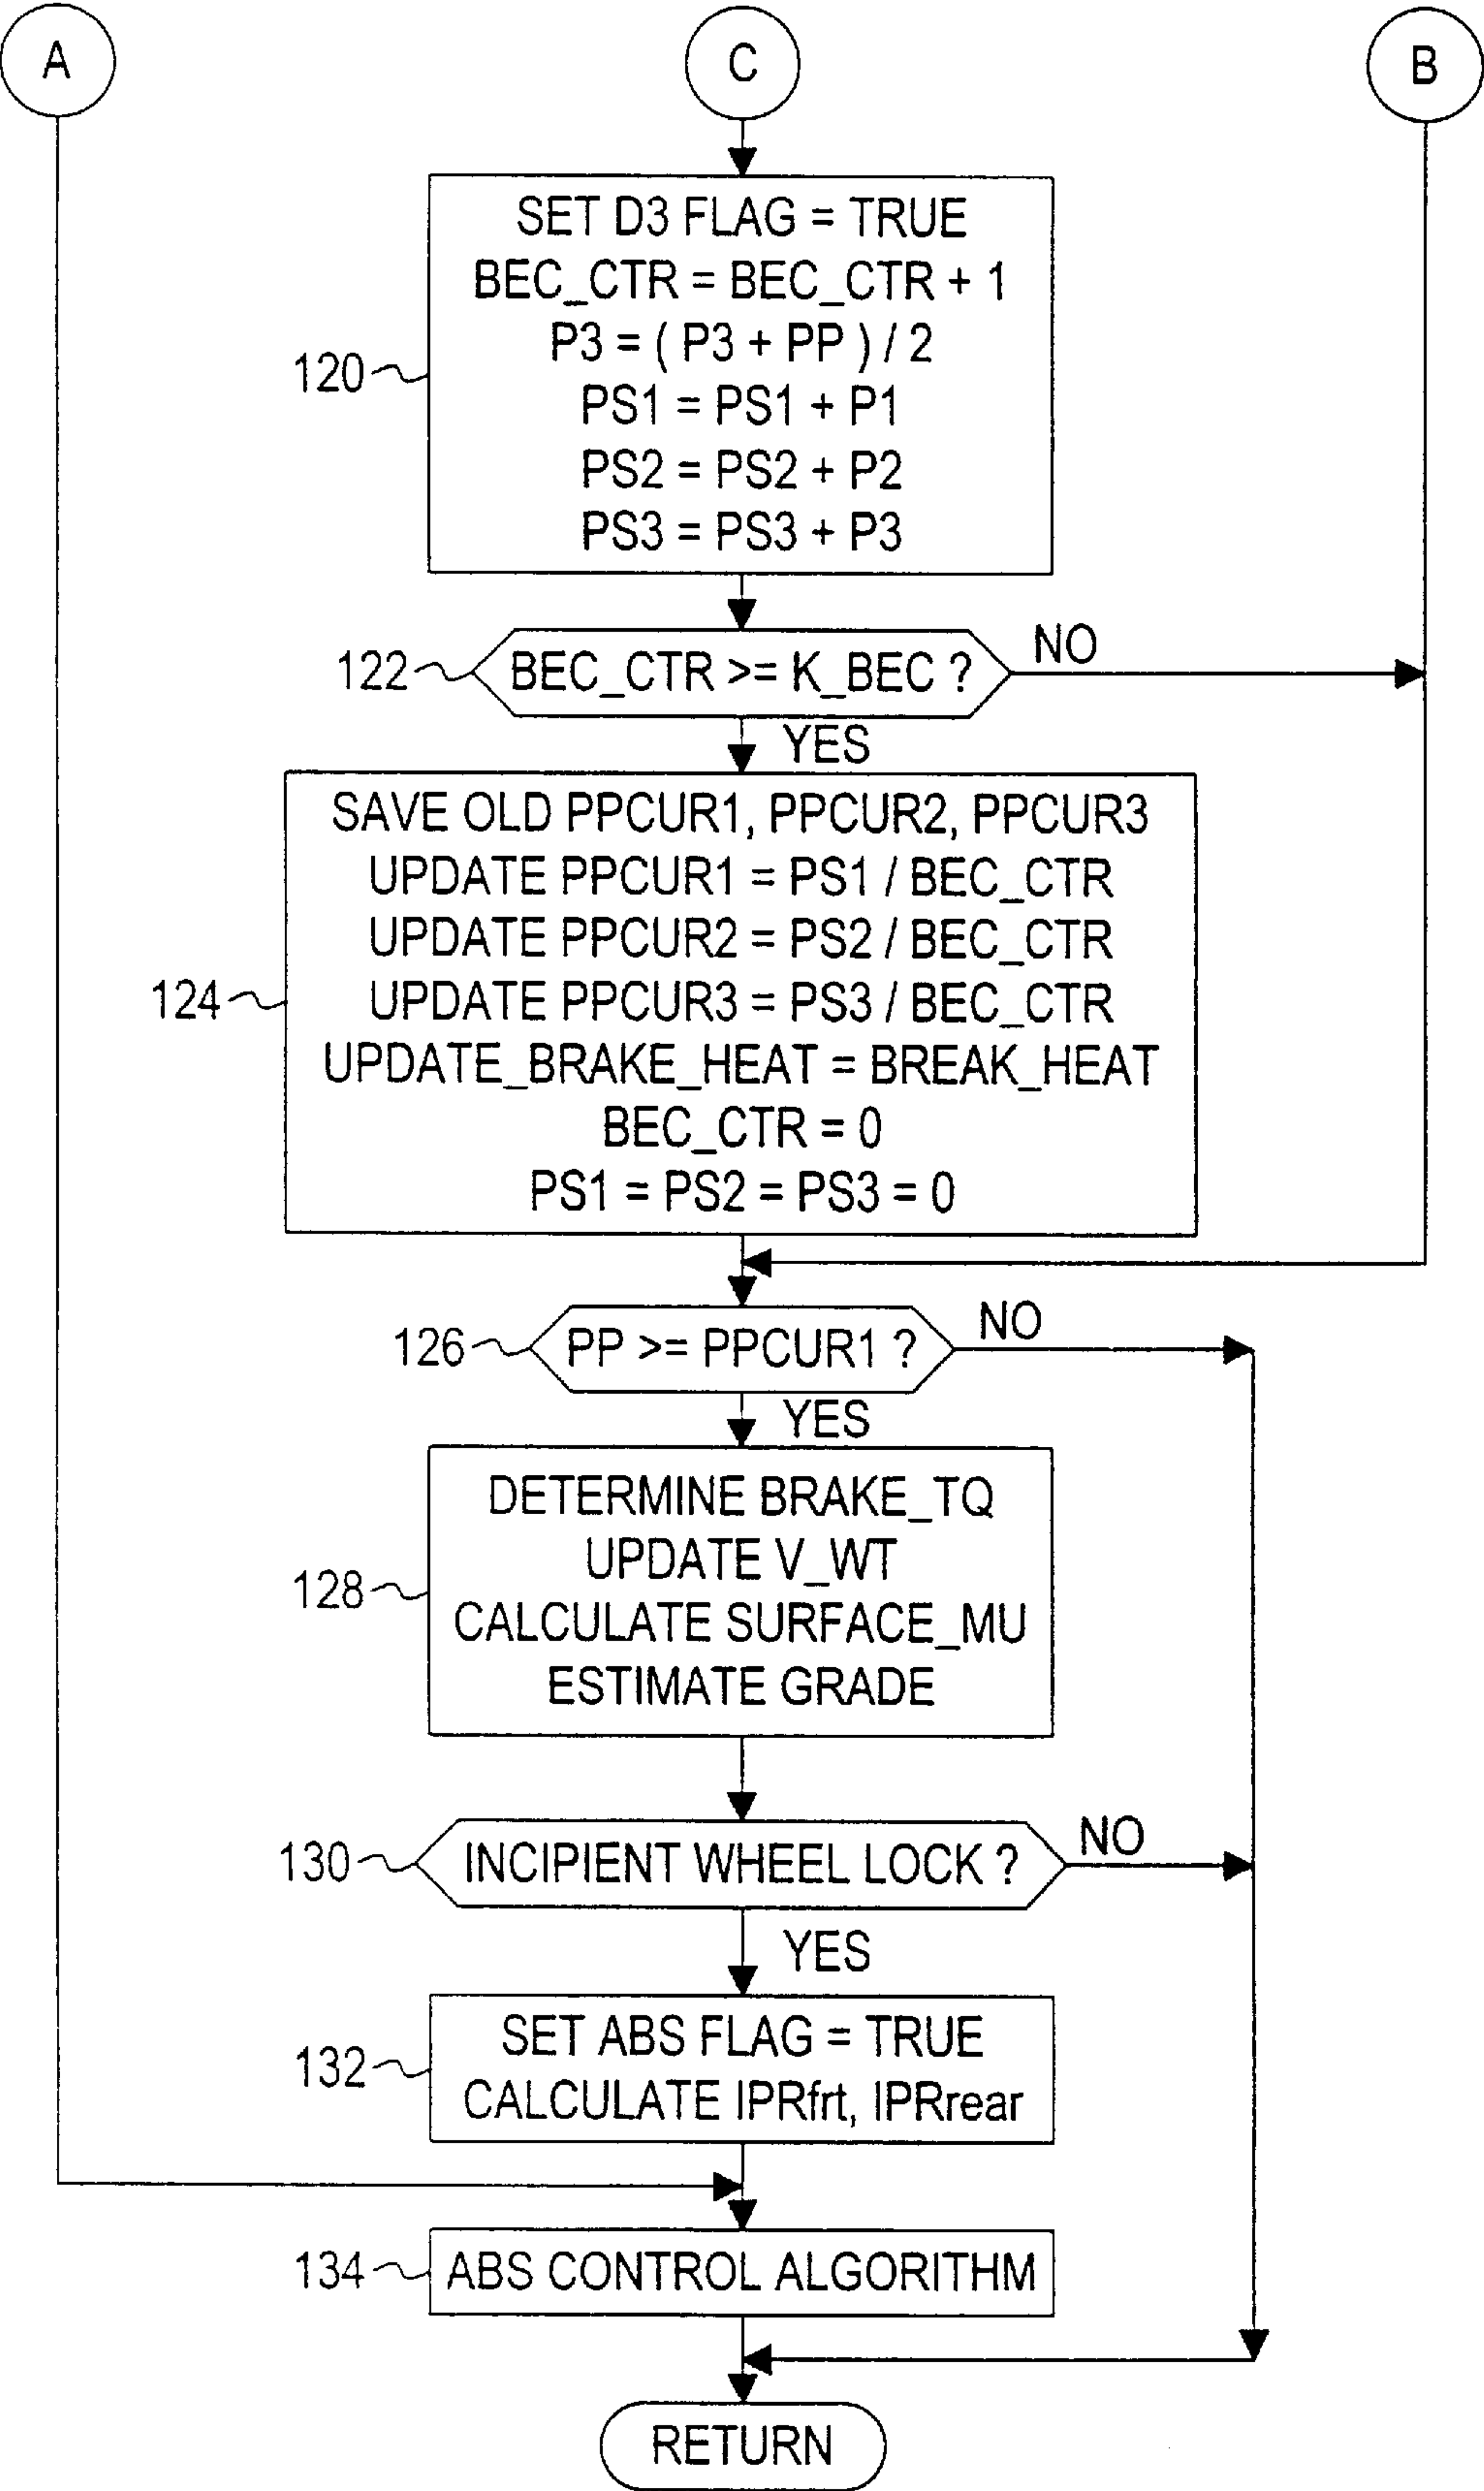 A
C
B
SET D3 FLAG = TRUE
BEC_CTR = BEC_CTR + 1
P3 = ( P3 + PP ) / 2
120
PS1 = PS1 + P1
PS2 = PS2 + P2
PS3 = PS3 + P3
122
BEC_CTR >= K_BEC ?
NO
YES
SAVE OLD PPCUR1, PPCUR2, PPCUR3
UPDATE PPCUR1 = PS1 / BEC_CTR
UPDATE PPCUR2 = PS2 / BEC_CTR
124
UPDATE PPCUR3 = PS3 / BEC_CTR
UPDATE_BRAKE_HEAT = BREAK_HEAT
BEC_CTR = 0
PS1 = PS2 = PS3 = 0
126
PP >= PPCUR1 ?
NO
YES
DETERMINE BRAKE_TQ
UPDATE V_WT
128
CALCULATE SURFACE_MU
ESTIMATE GRADE
130
INCIPIENT WHEEL LOCK ?
NO
YES
SET ABS FLAG = TRUE
132
CALCULATE IPRfrt, IPRrear
134
ABS CONTROL ALGORITHM
RETURN